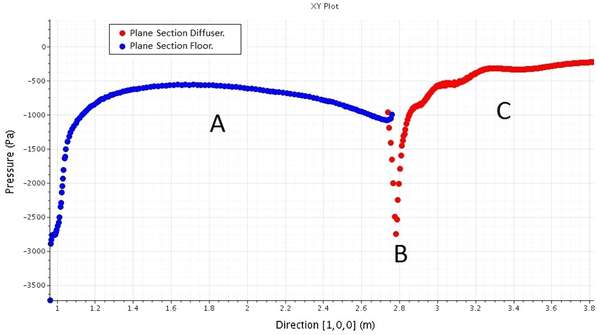 XY Plot
Plane Section Diffuser.
Plane Section Floor.
0
-500
-1000
-1500
-2000
-2500
-3000
-3500
Pressure (Pa)
A
B
C
1 1.2 1.4 1.6 1.8 2 2.2 2.4 2.6 2.8 3 3.2 3.4 3.6 3.8
Direction [1,0,0] (m)